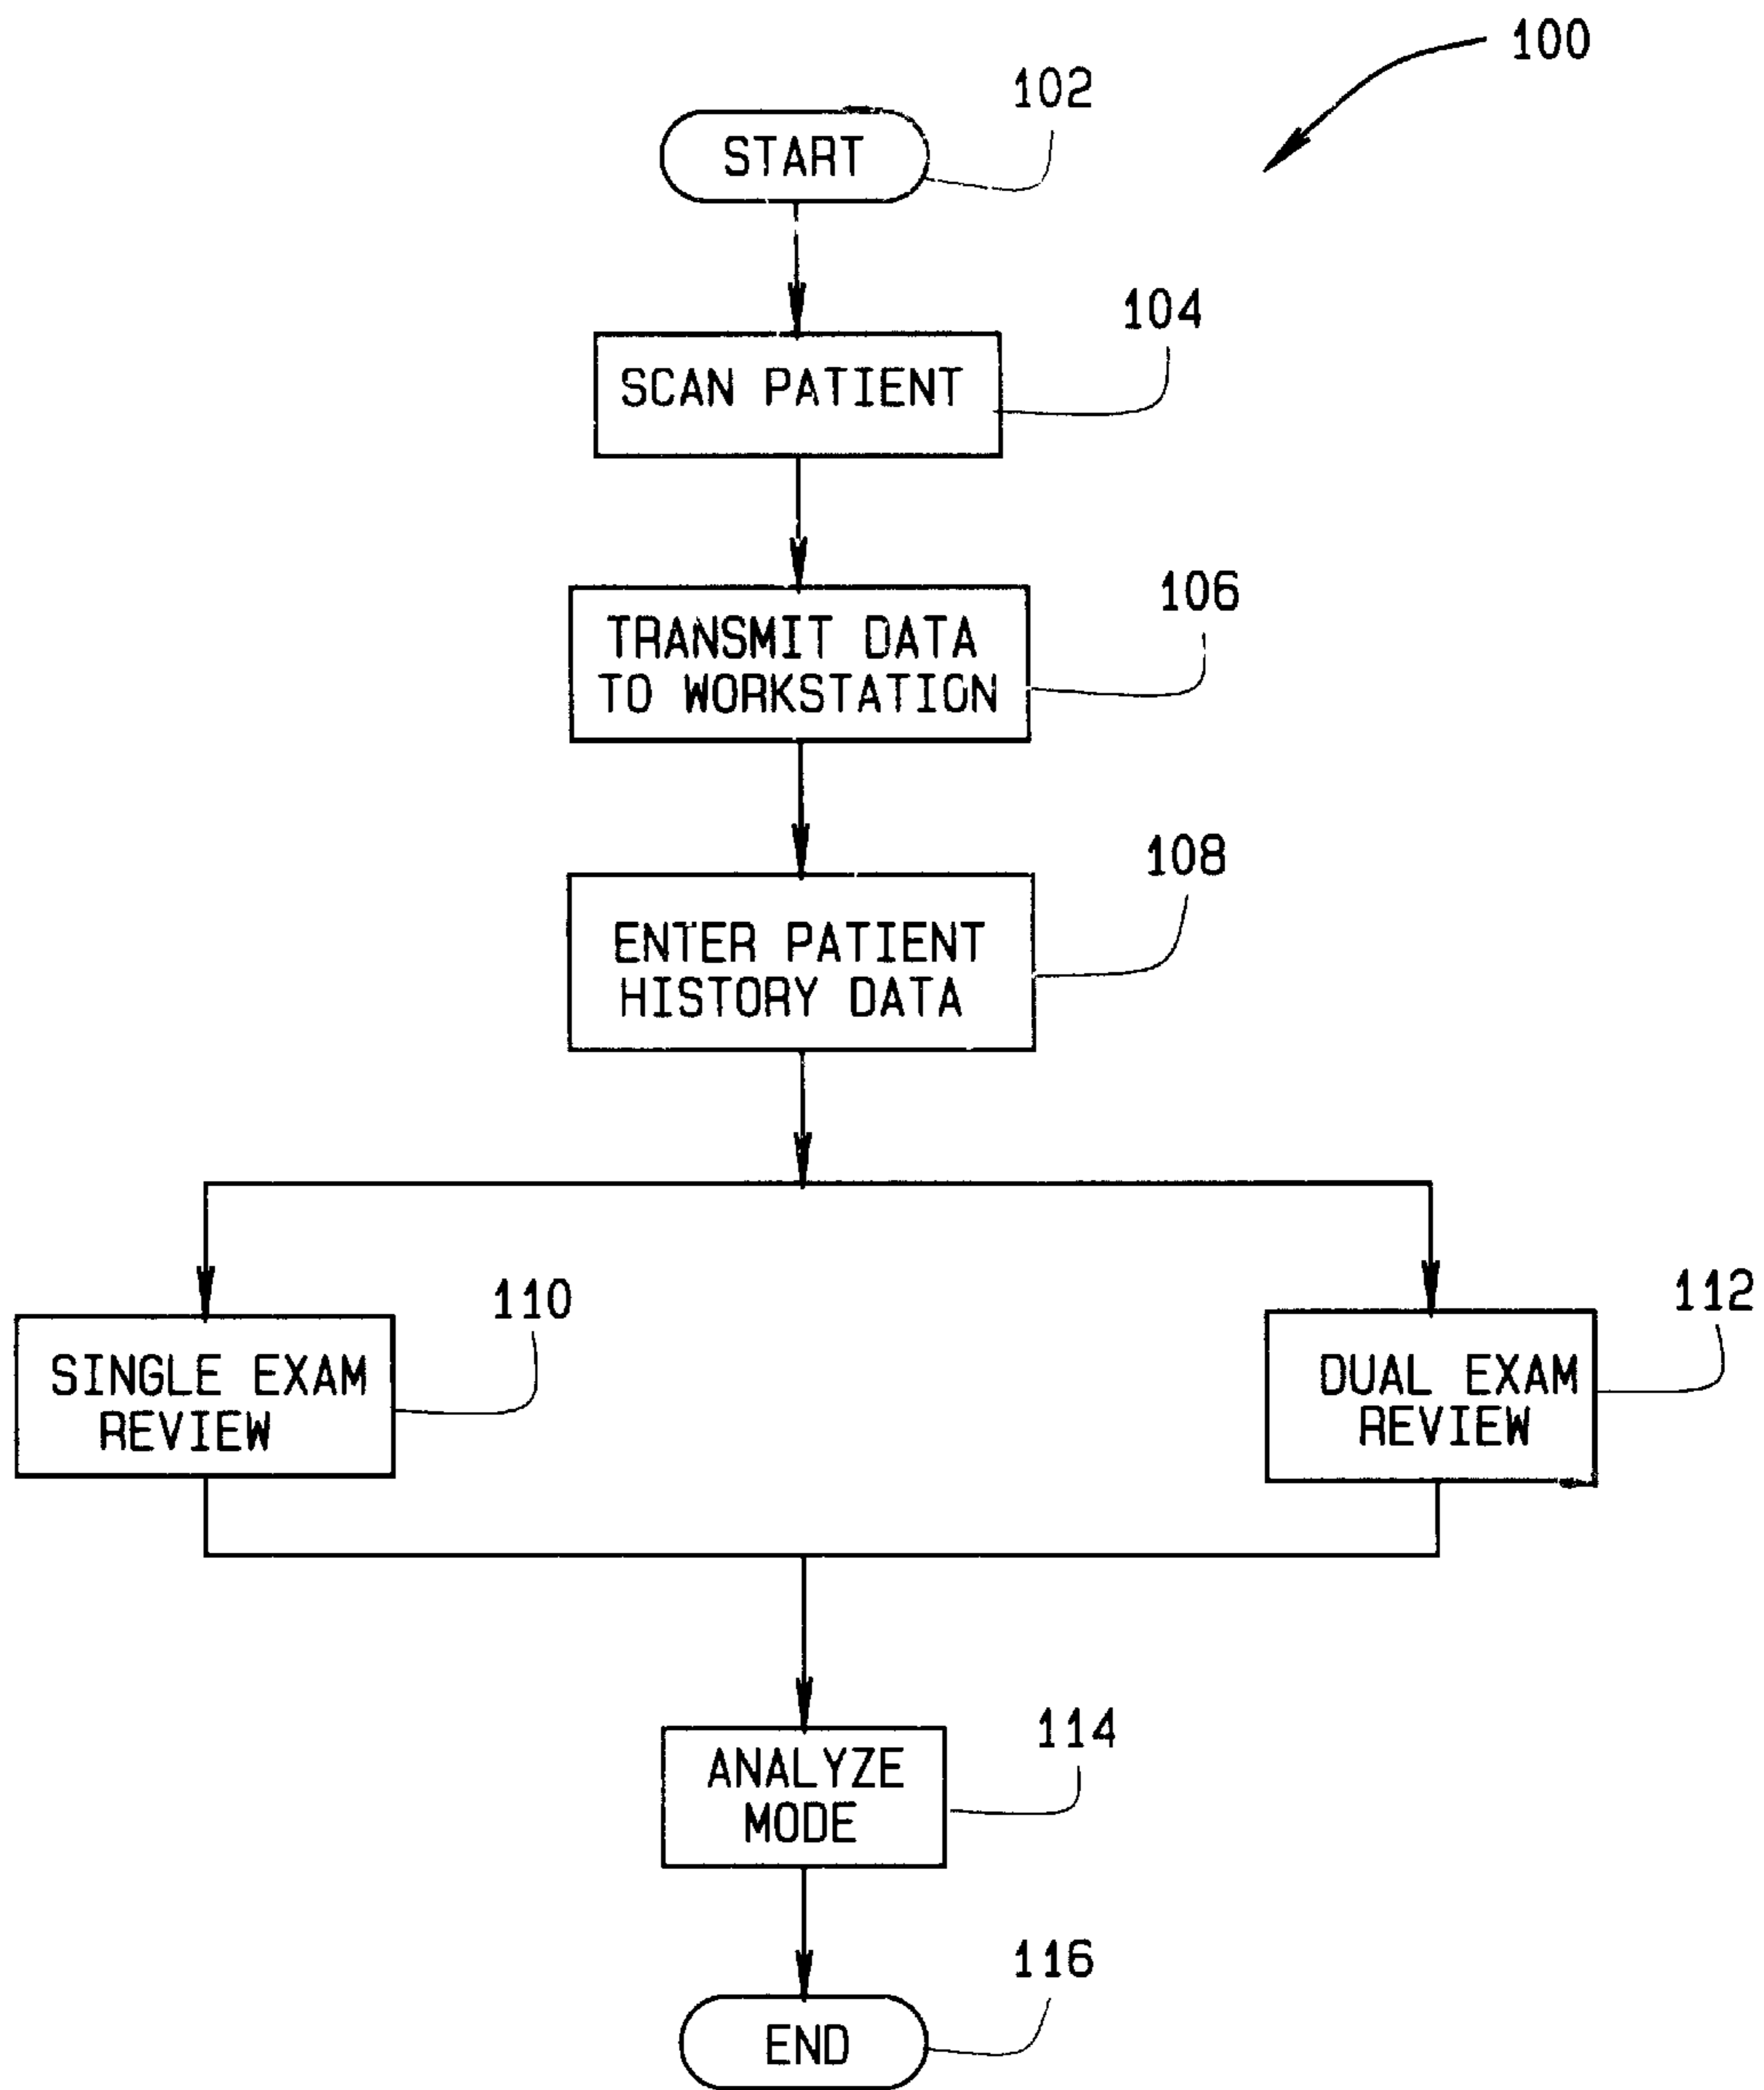 100
102
START
104
SCAN PATIENT
106
TRANSMIT DATA
TO WORKSTATION
108
ENTER PATIENT
HISTORY DATA
110
SINGLE EXAM
REVIEW
112
DUAL EXAM
REVIEW
114
ANALYZE
MODE
116
END